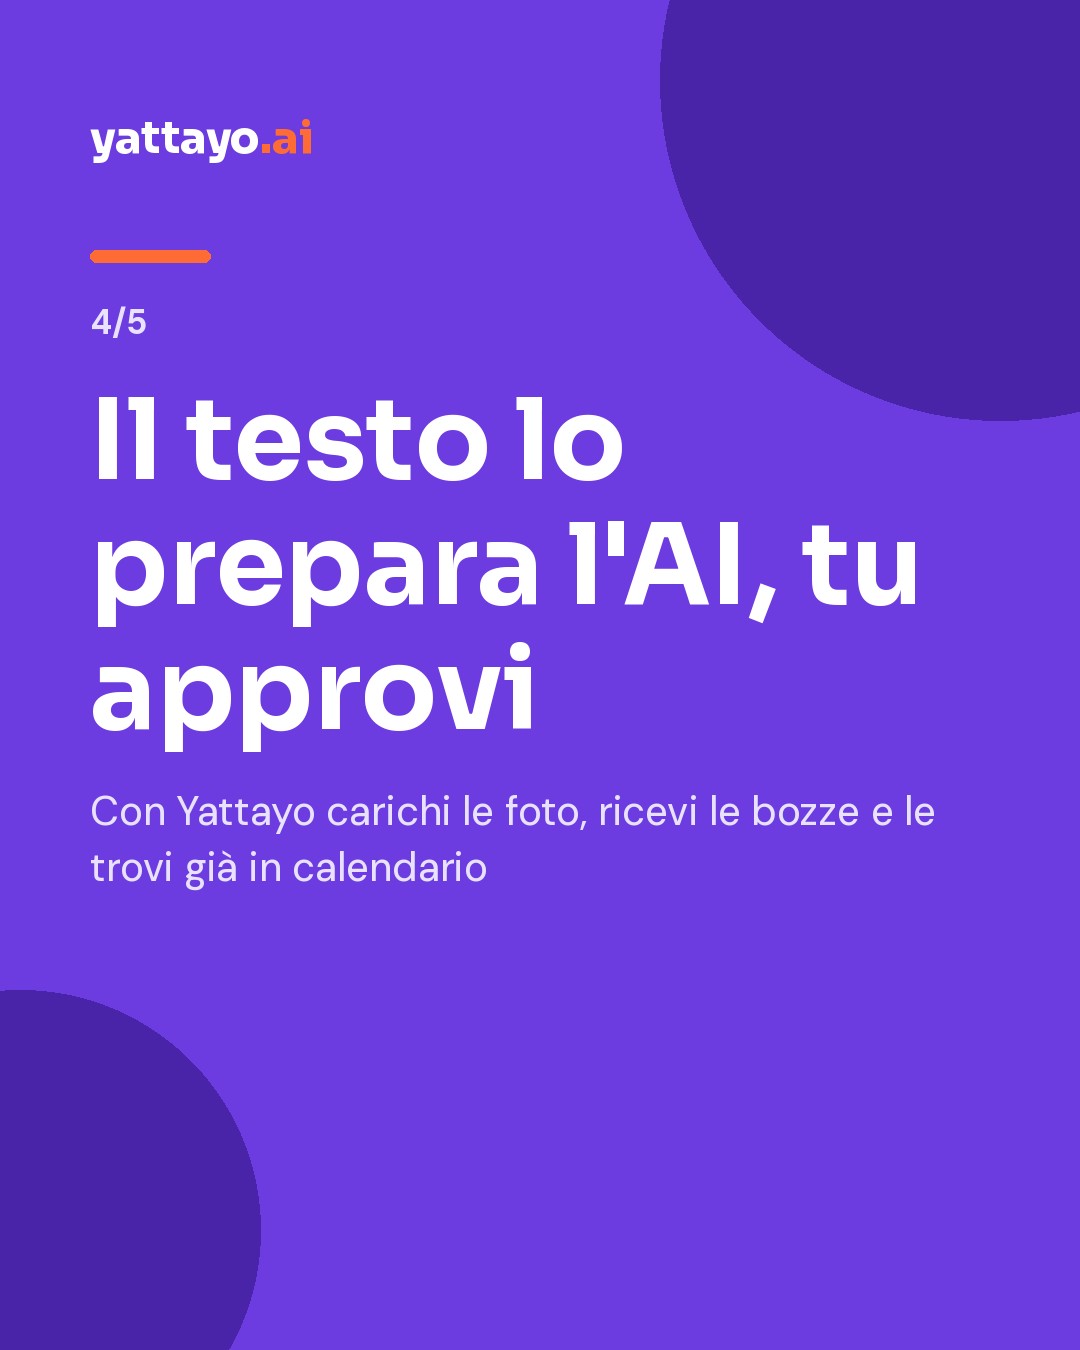 yattayo.ai
4/5
Il testo lo
prepara l'AI, tu
approvi
Con Yattayo carichi le foto, ricevi le bozze e le
trovi già in calendario